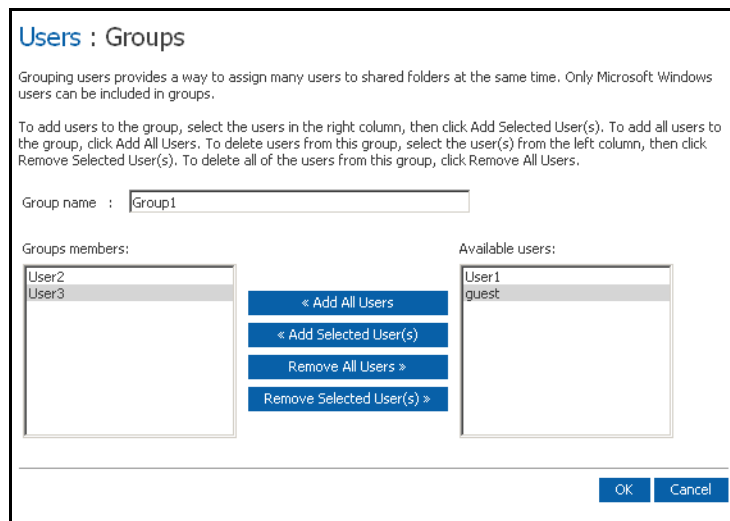 Users : Groups
Grouping users provides a way to assign many users to shared folders at the same time. Only Microsoft Windows
users can be included in groups.
To add users to the group, select the users in the right column, then click Add Selected User(s). To add all users to
the group, click Add All Users. To delete users from this group, select the user(s) from the left column, then click
Remove Selected User(s). To delete all of the users from this group, click Remove All Users.
Group name : Group1
Groups members:
User2
User3
« Add All Users
« Add Selected User(s)
Remove All Users »
Remove Selected User(s) »
Available users:
User1
guest
OK
Cancel